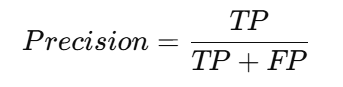 Precision = TP / (TP + FP)